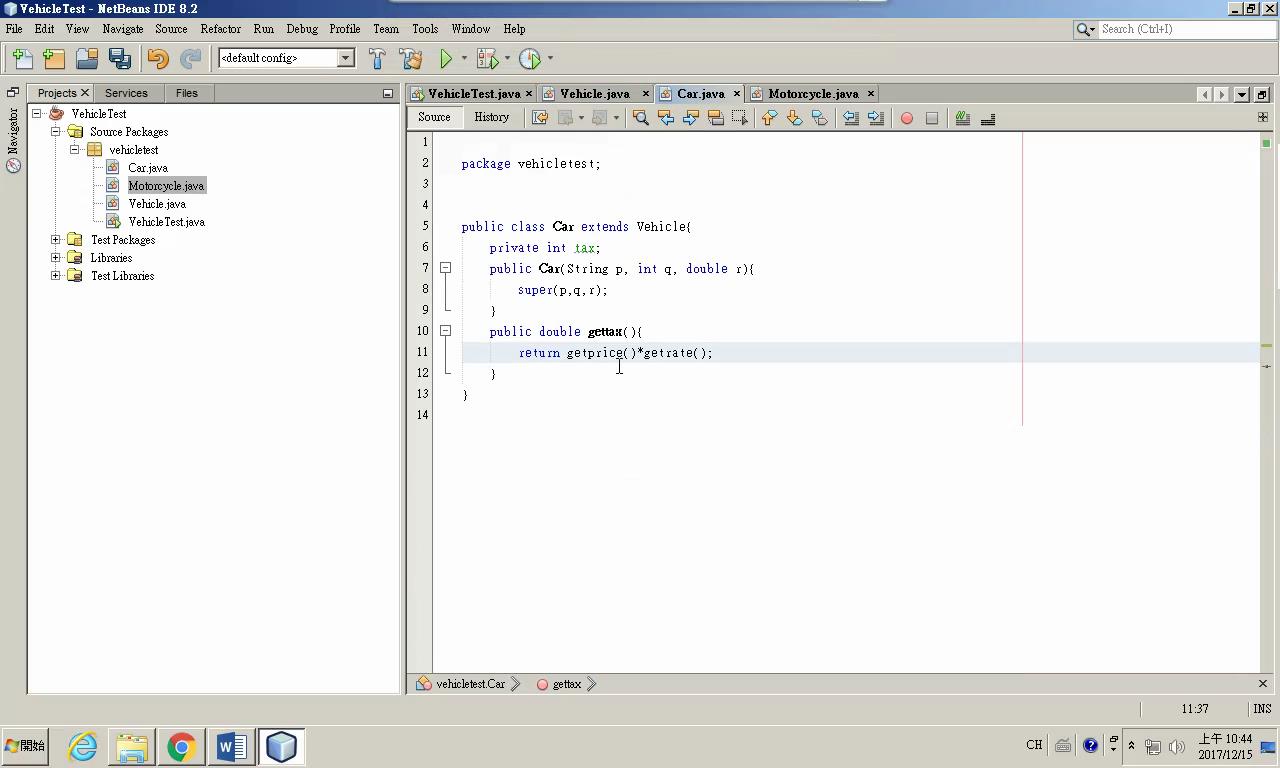 VehicleTest - NetBeans IDE 8.2
File Edit View Navigate Source Refactor Run Debug Profile Team Tools Window Help
Search (Ctrl+I)
<default config>
Projects Services Files
Navigator
VehicleTest
Source Packages
vehicletest
Car.java
Motorcycle.java
Vehicle.java
VehicleTest.java
Test Packages
Libraries
Test Libraries
VehicleTest.java Vehicle.java Car.java Motorcycle.java
Source History
1
2 package vehicletest;
3
4
5 public class Car extends Vehicle{
6 private int tax;
7 public Car(String p, int q, double r){
8 super(p,q,r);
9 }
10 public double gettax(){
11 return getprice()*getrate();
12 }
13 }
14
vehicletest.Car gettax
11:37 INS
開始
CH
上午 10:44
2017/12/15